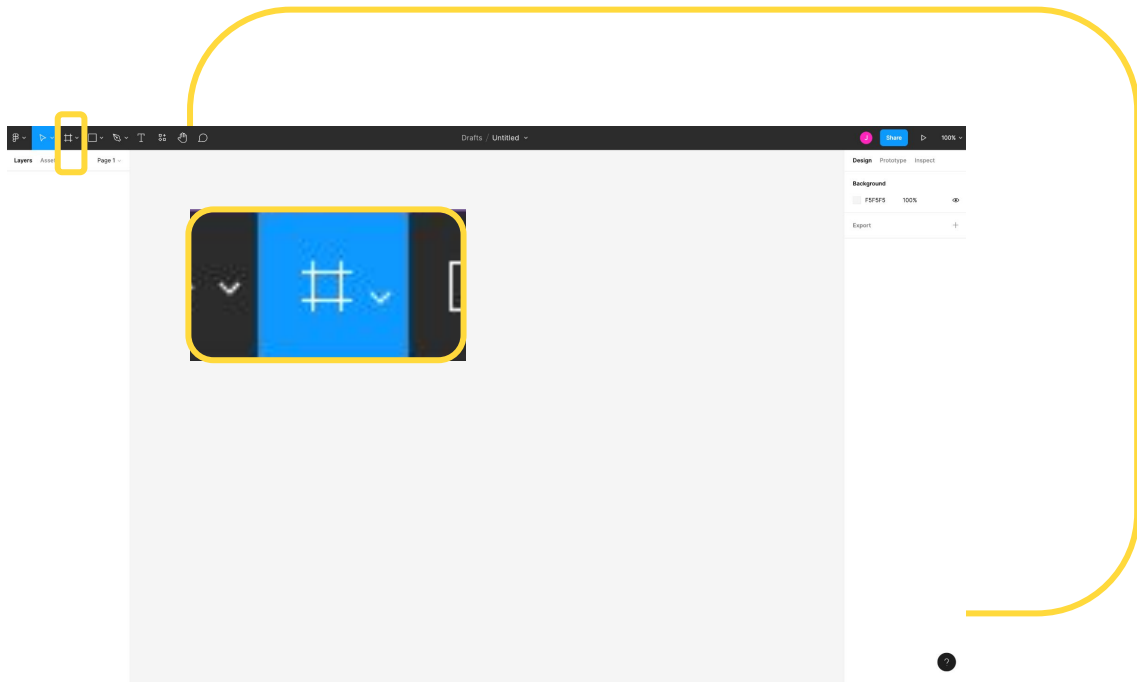 T
Drafts / Untitled
J
Share
100%
Layers
Page 1
Design Prototype Inspect
Background
F5F5F5 100%
Export
?